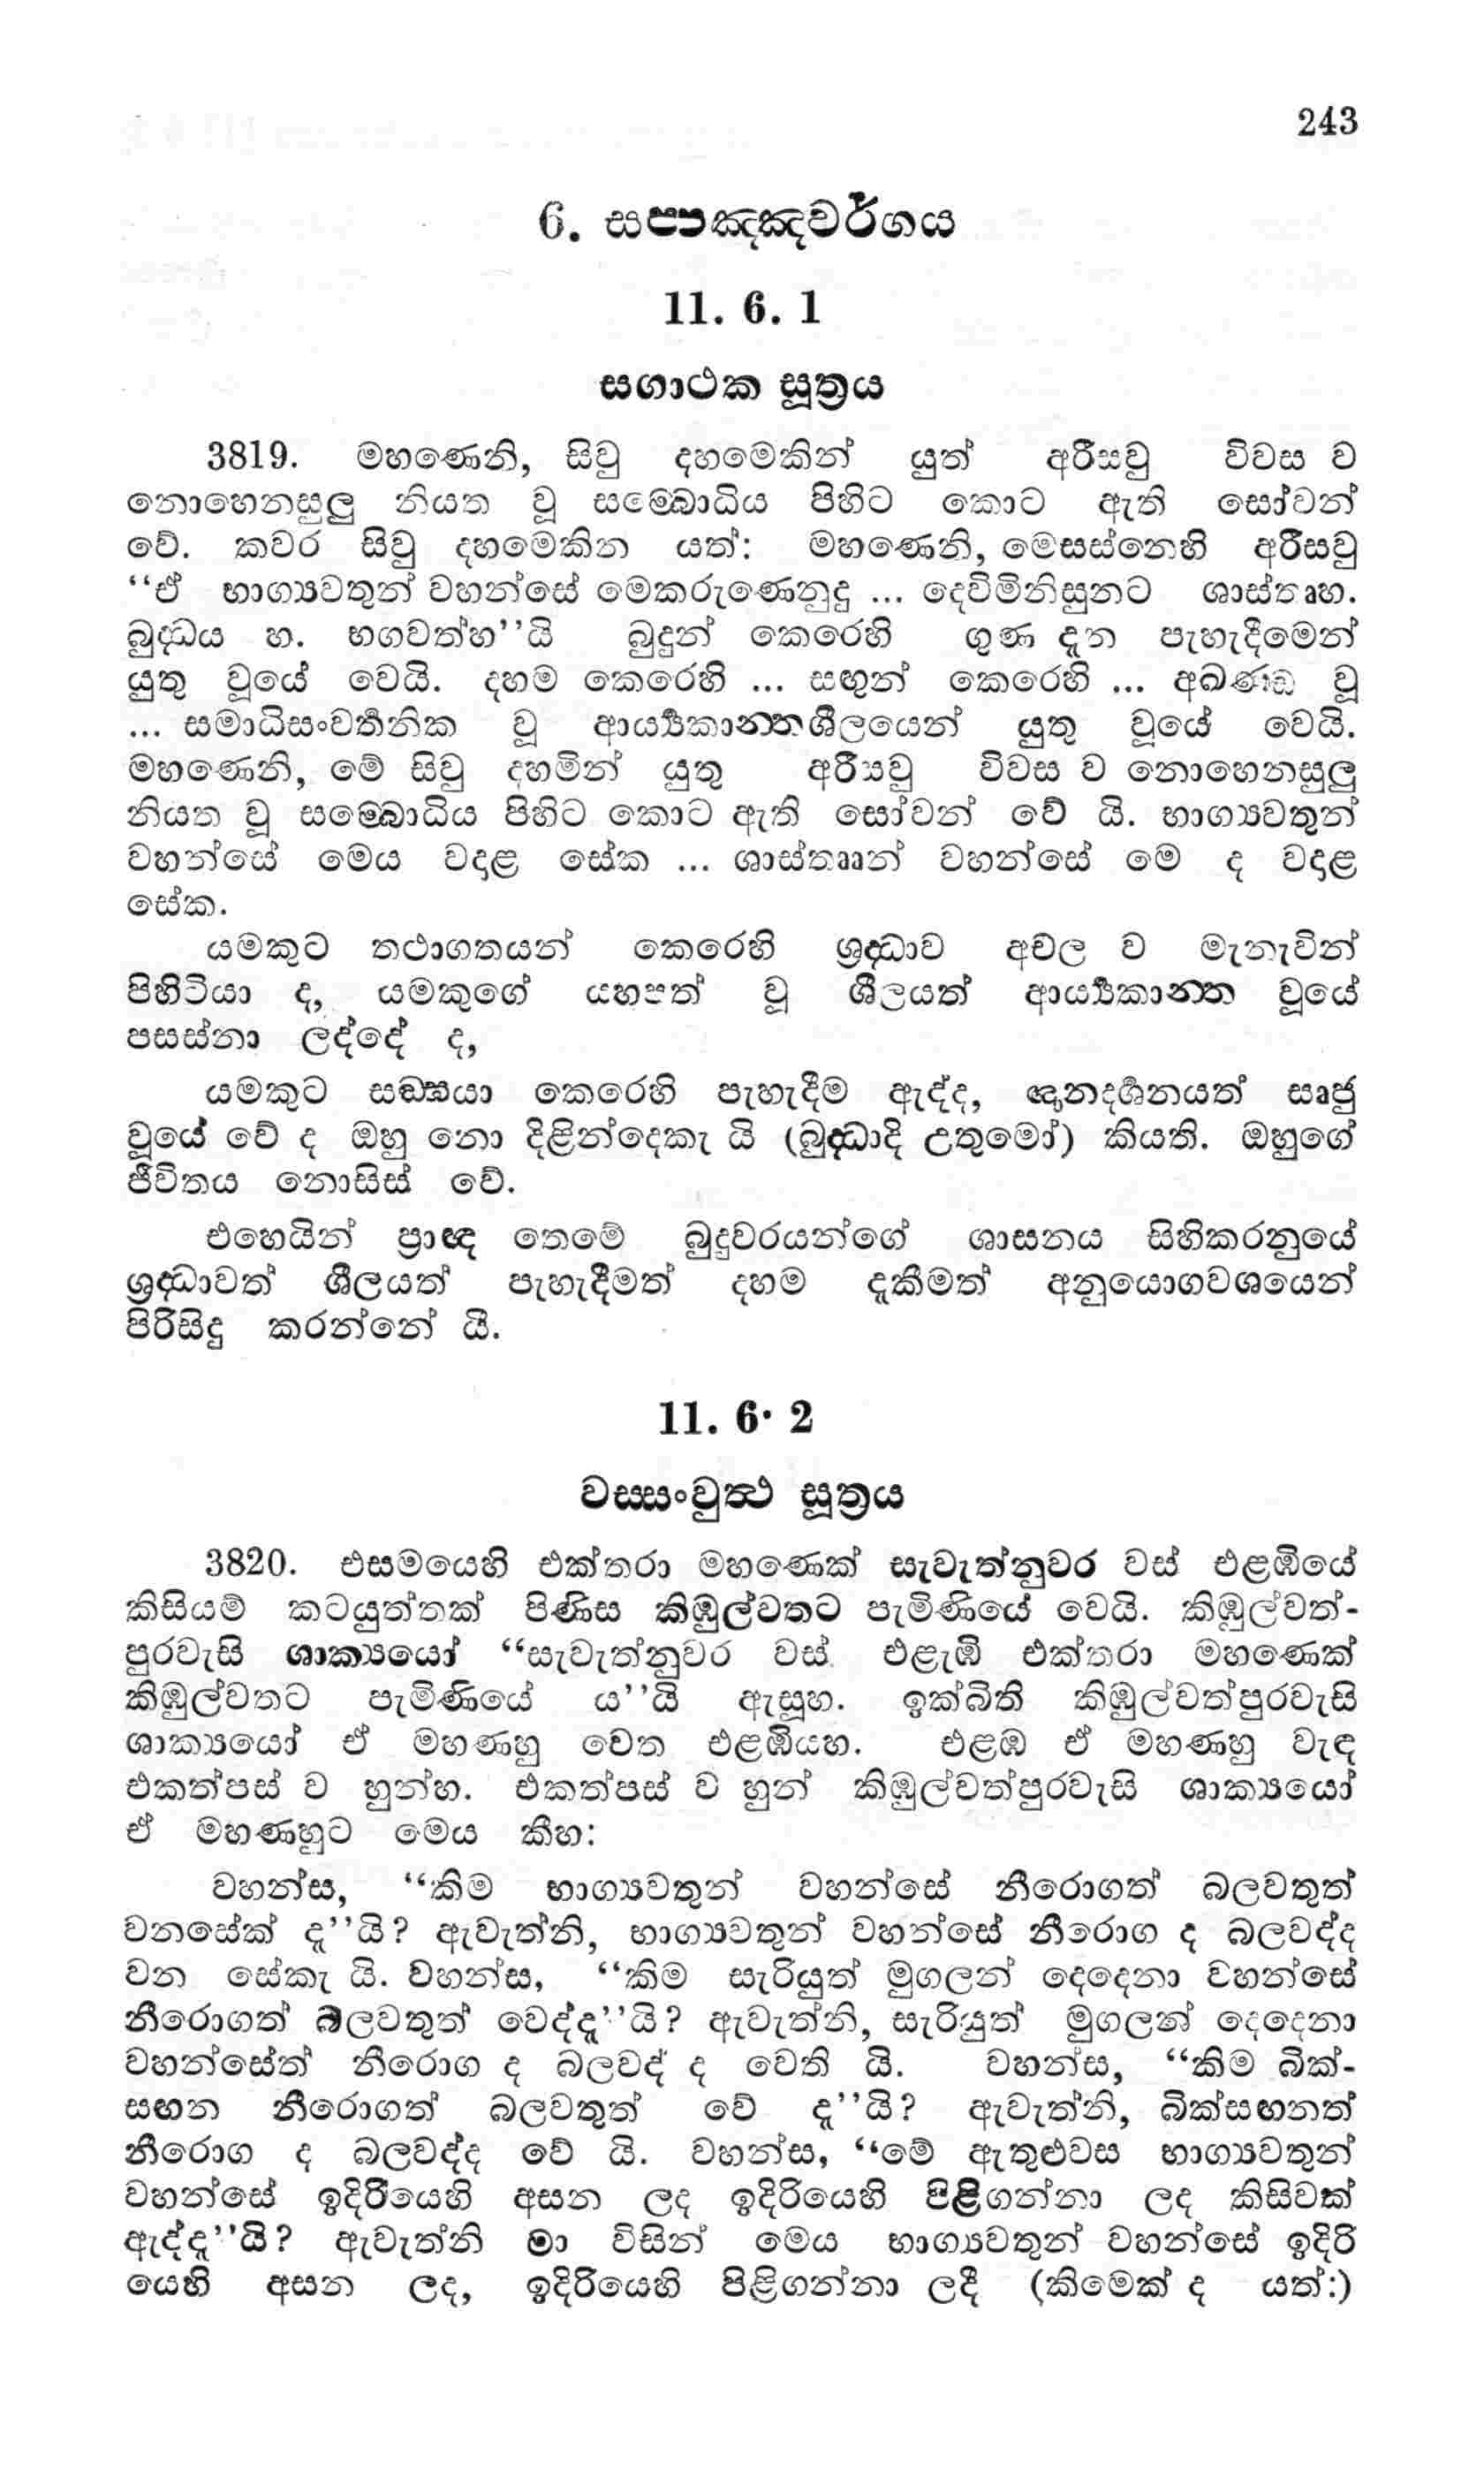 243
6. සප්පඤ්ඤවර්ගය
11. 6. 1
සගාථක සූත්‍රය
3819. මහණෙනි, සිවු දහමෙකින් යුත් අරිසවු විවස ව
නොහෙනසුලු නියත වූ සම්බොධිය පිහිට කොට ඇති සෝවන්
වේ. කවර සිවු දහමෙකින යත්: මහණෙනි, මෙසස්නෙහි අරිසවු
“ඒ භාග්‍යවතුන් වහන්සේ මෙකරුණෙනුදු ... දෙවිමිනිසුනට ශාස්තෘහ.
බුද්ධය හ. භගවත්හ’’යි බුදුන් කෙරෙහි ගුණ දැන පැහැදීමෙන්
යුතු වූයේ වෙයි. දහම කෙරෙහි ... සඟුන් කෙරෙහි ... අඛණ්ඩ වූ
... සමාධිසංවර්තනික වූ ආර්‍ය්‍යකාන්තශීලයෙන් යුතු වූයේ වෙයි.
මහණෙනි, මේ සිවු දහමින් යුතු අරිසවු විවස ව නොහෙනසුලු
නියත වූ සම්බොධිය පිහිට කොට ඇති සෝවන් වේ යි. භාග්‍යවතුන්
වහන්සේ මෙය වදාළ සේක ... ශාස්තෲන් වහන්සේ මෙ ද වදාළ
සේක.
යමකුට තථාගතයන් කෙරෙහි ශ්‍රද්ධාව අචල ව මැනැවින්
පිහිටියා ද, යමකුගේ යහපත් වූ ශීලයත් ආර්‍ය්‍යකාන්ත වූයේ
පසස්නා ලද්දේ ද,
යමකුට සඞ්ඝයා කෙරෙහි පැහැදීම ඇද්ද, ඤානදර්ශනයත් සෘජු
වූයේ වේ ද ඔහු නො දිළින්දෙකැ යි (බුද්ධාදි උතුමෝ) කියති. ඔහුගේ
ජීවිතය නොසිස් වේ.
එහෙයින් ප්‍රාඥ තෙමේ බුදුවරයන්ගේ ශාසනය සිහිකරනුයේ
ශ්‍රද්ධාවත් ශීලයත් පැහැදීමත් දහම දැකීමත් අනුයොගවශයෙන්
පිරිසිදු කරන්නේ යි.
11. 6· 2
වස්සංවුත්ථ සූත්‍රය
3820. එසමයෙහි එක්තරා මහණෙක් සැවැත්නුවර වස් එළඹියේ
කිසියම් කටයුත්තක් පිණිස කිඹුල්වතට පැමිණියේ වෙයි. කිඹුල්වත්-
පුරවැසි ශාක්‍යයෝ “සැවැත්නුවර වස් එළැඹි එක්තරා මහණෙක්
කිඹුල්වතට පැමිණියේ ය’’යි ඇසූහ. ඉක්බිති කිඹුල්වත්පුරවැසි
ශාක්‍යයෝ ඒ මහණහු වෙත එළඹියහ. එළඹ ඒ මහණහු වැඳ
එකත්පස් ව හුන්හ. එකත්පස් ව හුන් කිඹුල්වත්පුරවැසි ශාක්‍යයෝ
ඒ මහණහුට මෙය කීහ:
වහන්ස, “කිම භාග්‍යවතුන් වහන්සේ නීරොගත් බලවතුත්
වනසේක් දැ’’යි? ඇවැත්නි, භාග්‍යවතුන් වහන්සේ නීරොග ද බලවද්ද
වන සේකැ යි. වහන්ස, “කිම සැරියුත් මුගලන් දෙදෙනා වහන්සේ
නීරොගත් බලවතුත් වෙද්දැ’’යි? ඇවැත්නි, සැරියුත් මුගලන් දෙදෙනා
වහන්සේත් නීරොග ද බලවද් ද වෙති යි. වහන්ස, “කිම බික්-
සඟන නීරොගත් බලවතුත් වේ දැ’’යි? ඇවැත්නි, බික්සඟනත්
නීරොග ද බලවද්ද වේ යි. වහන්ස, “මේ ඇතුළුවස භාග්‍යවතුන්
වහන්සේ ඉදිරියෙහි අසන ලද ඉදිරියෙහි පිළිගන්නා ලද කිසිවක්
ඇද්දැ’’යි? ඇවැත්නි මා විසින් මෙය භාග්‍යවතුන් වහන්සේ ඉදිරි
යෙහි අසන ලද, ඉදිරියෙහි පිළිගන්නා ලදී (කිමෙක් ද යත්:)